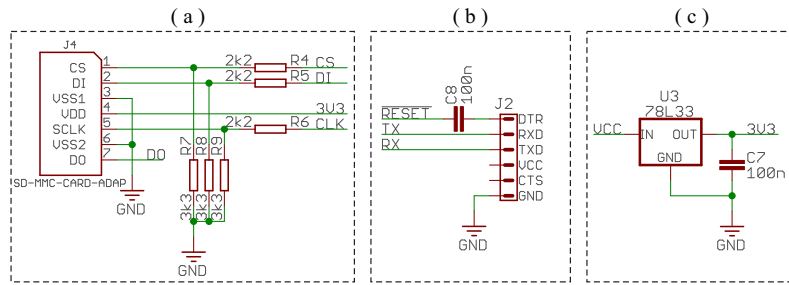 ( a )
J4
CS 1 2k2 R4 CS
DI 2 2k2 R5 DI
VSS1 3
VDD 4 3V3
SCLK 5 2k2 R6 CLK
VSS2 6
DO 7 DO
SD-MMC-CARD-ADAP
R7 R8 R9
3k3 3k3 3k3
GND
GND
( b )
C8
100n
J2
RESET DTR
TX RXD
RX TXD
VCC
CTS
GND
GND
( c )
U3
78L33
VCC IN OUT 3V3
GND
C7
100n
GND